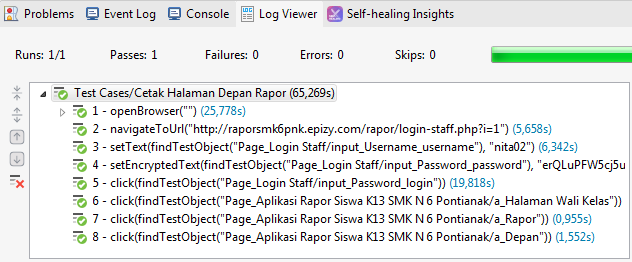 Problems Event Log Console Log Viewer Self-healing Insights
Runs: 1/1 Passes: 1 Failures: 0 Errors: 0 Skips: 0
Test Cases/Cetak Halaman Depan Rapor (65,269s)
1 - openBrowser("") (25,778s)
2 - navigateToUrl("http://raporsmk6pnk.epizy.com/rapor/login-staff.php?i=1") (5,658s)
3 - setText(findTestObject("Page_Login Staff/input_Username_username"), "nita02") (6,342s)
4 - setEncryptedText(findTestObject("Page_Login Staff/input_Password_password"), "erQLuPFW5cj5u
5 - click(findTestObject("Page_Login Staff/input_Password_login")) (19,818s)
6 - click(findTestObject("Page_Aplikasi Rapor Siswa K13 SMK N 6 Pontianak/a_Halaman Wali Kelas"))
7 - click(findTestObject("Page_Aplikasi Rapor Siswa K13 SMK N 6 Pontianak/a_Rapor")) (0,955s)
8 - click(findTestObject("Page_Aplikasi Rapor Siswa K13 SMK N 6 Pontianak/a_Depan")) (1,552s)